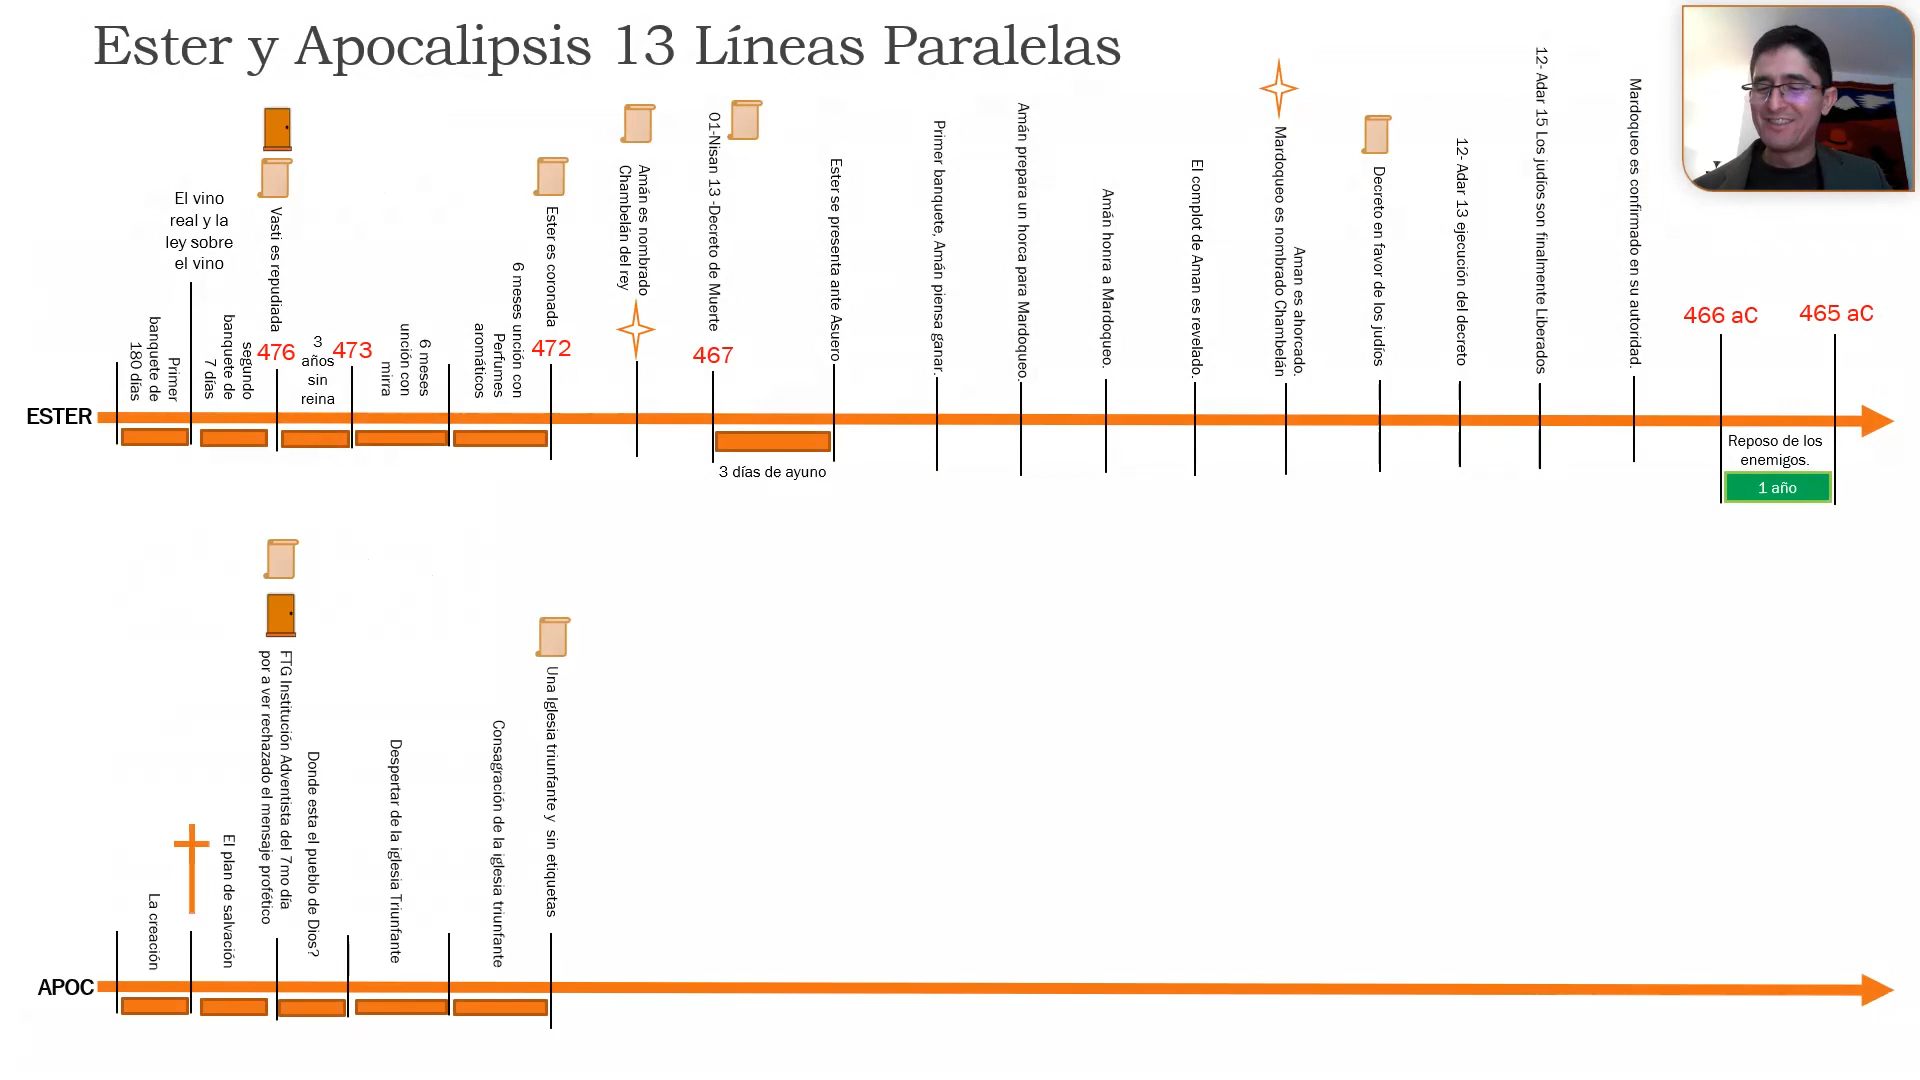 Ester y Apocalipsis 13 Líneas Paralelas
El vino
real y la
ley sobre
el vino
Primer
banquete de
180 días
segundo
banquete de
7 días
Vasti es repudiada
476
3
años
sin
reina
473
6 meses
unción con
mirra
6 meses unción con
Perfumes
aromáticos
Ester es coronada
472
Amán es nombrado
Chambelán del rey
01-Nisan 13 -Decreto de Muerte
467
Ester se presenta ante Asuero
Primer banquete, Amán piensa ganar.
Amán prepara un horca para Mardoqueo.
Amán honra a Mardoqueo.
El complot de Aman es revelado.
Aman es ahorcado.
Mardoqueo es nombrado Chambelán
Decreto en favor de los judíos
12- Adar 13 ejecución del decreto
12- Adar 15 Los judíos son finalmente Liberados
Mardoqueo es confirmado en su autoridad.
466 aC
465 aC
ESTER
3 días de ayuno
Reposo de los
enemigos.
1 año
La creación
El plan de salvación
FTG Institución Adventista del 7mo día
por a ver rechazado el mensaje profético
Donde esta el pueblo de Dios?
Despertar de la iglesia Triunfante
Consagración de la iglesia triunfante
Una Iglesia triunfante y sin etiquetas
APOC